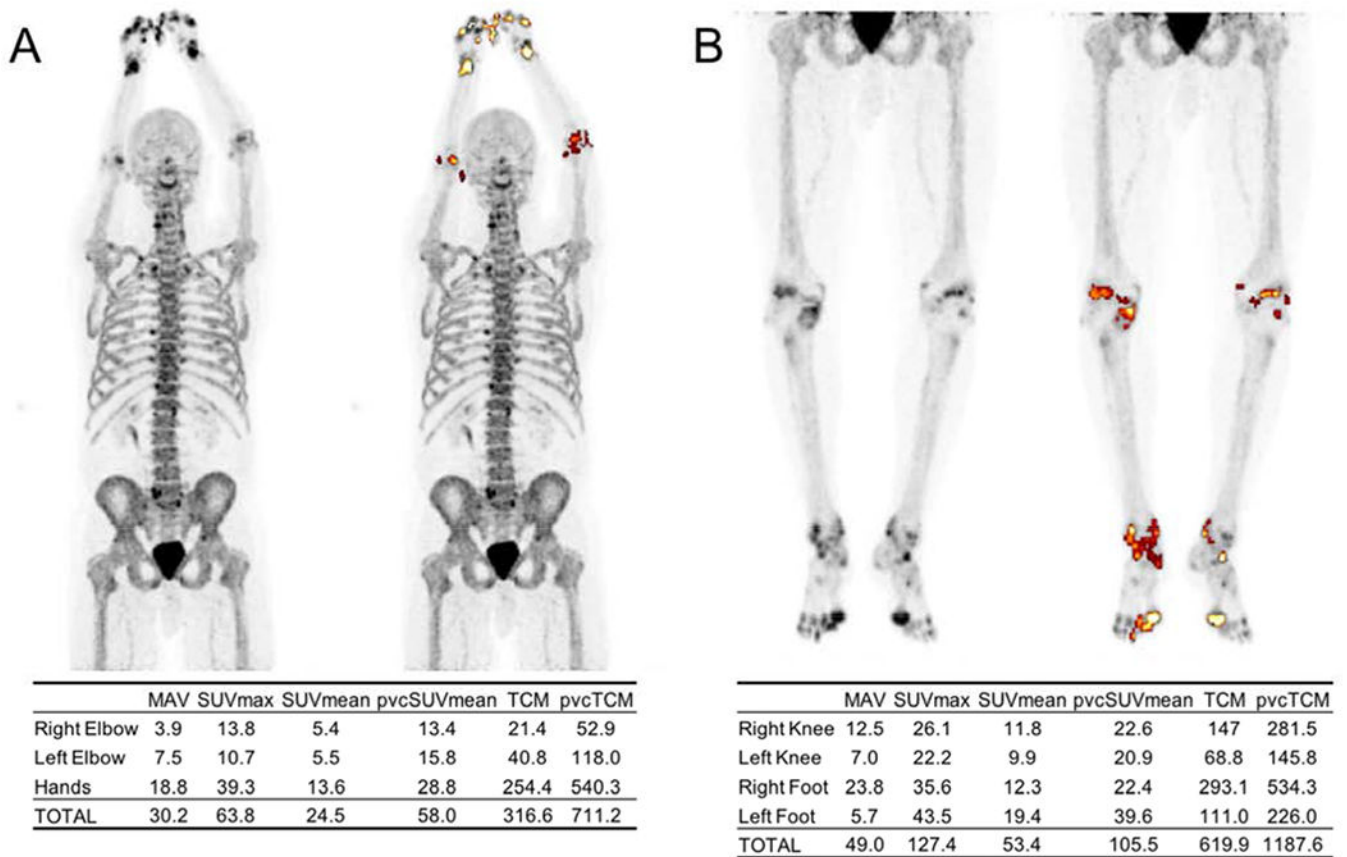 A
B
MAV SUVmax SUVmean pvcSUVmean TCM pvcTCM
Right Elbow 3.9 13.8 5.4 13.4 21.4 52.9
Left Elbow 7.5 10.7 5.5 15.8 40.8 118.0
Hands 18.8 39.3 13.6 28.8 254.4 540.3
TOTAL 30.2 63.8 24.5 58.0 316.6 711.2
MAV SUVmax SUVmean pvcSUVmean TCM pvcTCM
Right Knee 12.5 26.1 11.8 22.6 147 281.5
Left Knee 7.0 22.2 9.9 20.9 68.8 145.8
Right Foot 23.8 35.6 12.3 22.4 293.1 534.3
Left Foot 5.7 43.5 19.4 39.6 111.0 226.0
TOTAL 49.0 127.4 53.4 105.5 619.9 1187.6